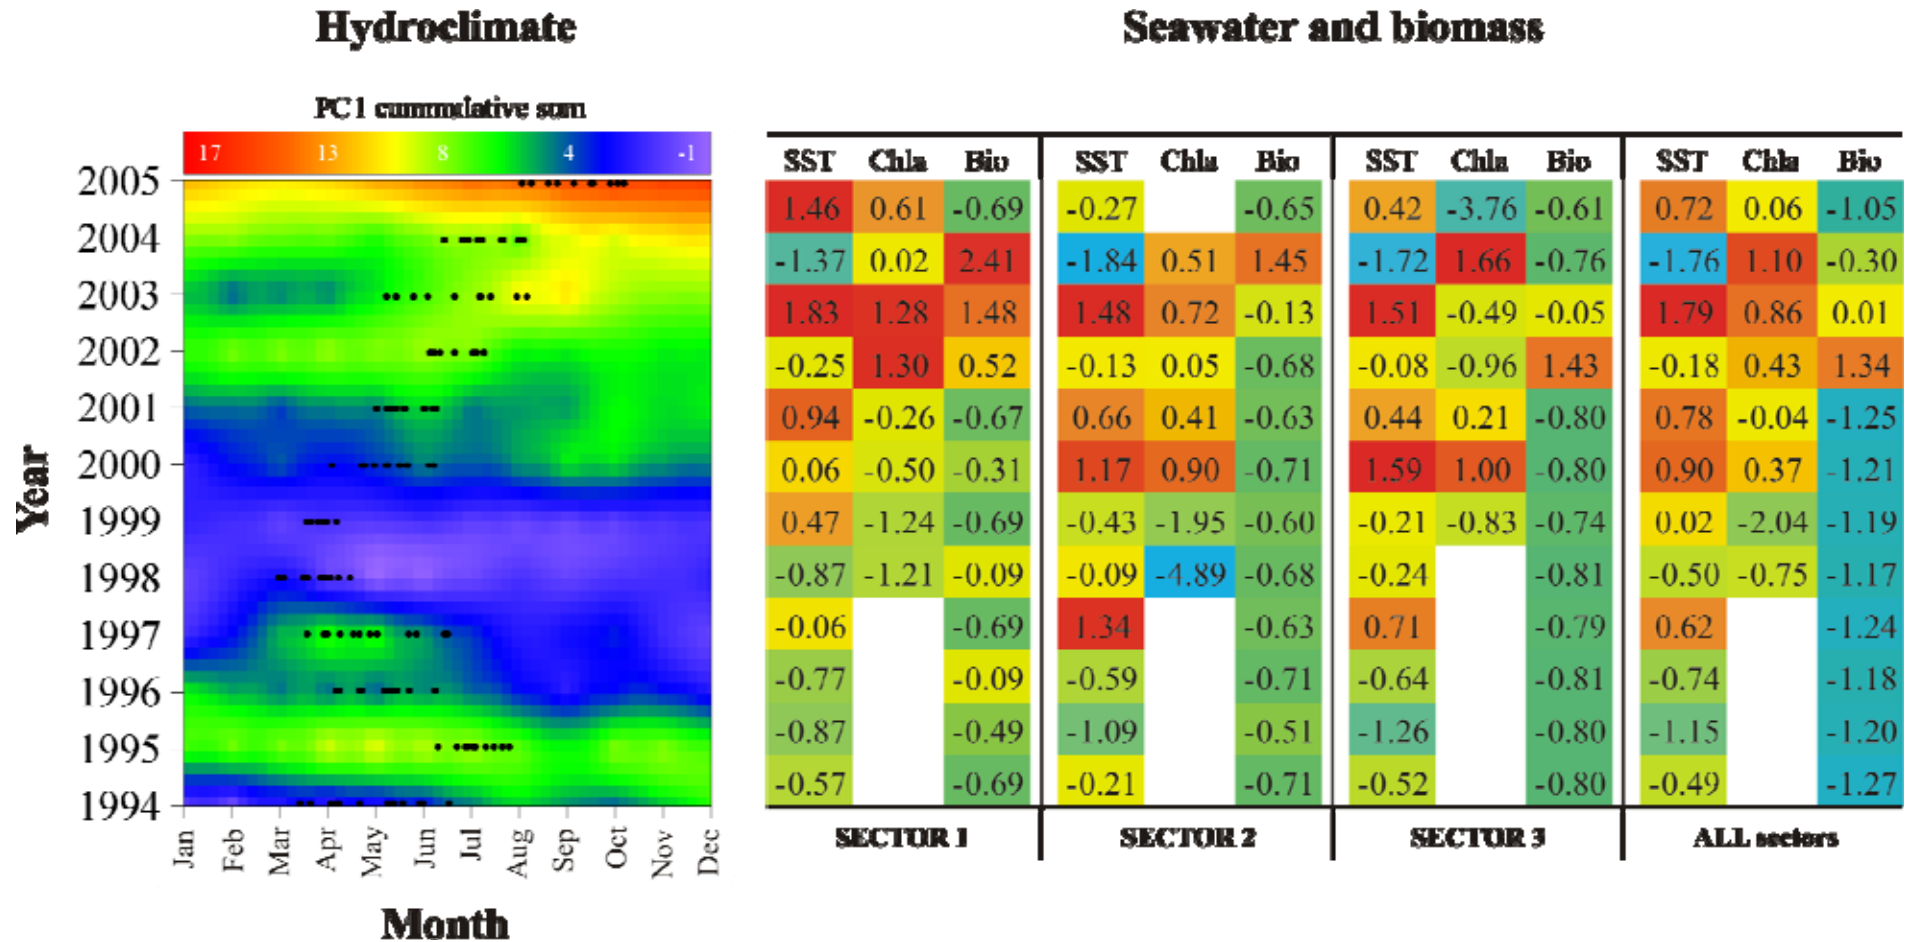 Hydroclimate
Seawater and biomass
PC1 cummulative sum
17 13 8 4 -1
SST Chla Bio SST Chla Bio SST Chla Bio SST Chla Bio
2005
2004
2003
2002
2001
2000
1999
1998
1997
1996
1995
1994
Year
Jan Feb Mar Apr May Jun Jul Aug Sep Oct Nov Dec
Month
1.46 0.61 -0.69 -0.27 -0.65 0.42 -3.76 -0.61 0.72 0.06 -1.05
-1.37 0.02 2.41 -1.84 0.51 1.45 -1.72 1.66 -0.76 -1.76 1.10 -0.30
1.83 1.28 1.48 1.48 0.72 -0.13 1.51 -0.49 -0.05 1.79 0.86 0.01
-0.25 1.30 0.52 -0.13 0.05 -0.68 -0.08 -0.96 1.43 -0.18 0.43 1.34
0.94 -0.26 -0.67 0.66 0.41 -0.63 0.44 0.21 -0.80 0.78 -0.04 -1.25
0.06 -0.50 -0.31 1.17 0.90 -0.71 1.59 1.00 -0.80 0.90 0.37 -1.21
0.47 -1.24 -0.69 -0.43 -1.95 -0.60 -0.21 -0.83 -0.74 0.02 -2.04 -1.19
-0.87 -1.21 -0.09 -0.09 -4.89 -0.68 -0.24 -0.81 -0.50 -0.75 -1.17
-0.06 -0.69 1.34 -0.63 0.71 -0.79 0.62 -1.24
-0.77 -0.09 -0.59 -0.71 -0.64 -0.81 -0.74 -1.18
-0.87 -0.49 -1.09 -0.51 -1.26 -0.80 -1.15 -1.20
-0.57 -0.69 -0.21 -0.71 -0.52 -0.80 -0.49 -1.27
SECTOR 1 SECTOR 2 SECTOR 3 ALL sectors